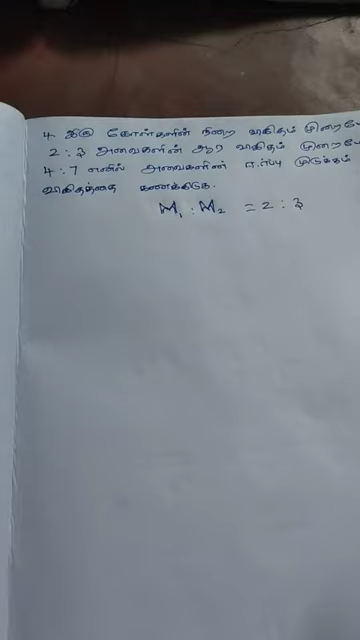 4. இரு கோள்களின் நிறை விகிதம் முறையே
2 : 3 அவைகளின் ஆர விகிதம் முறையே
4 : 7 எனில் அவைகளின் ஈர்ப்பு முடுக்கம்
விகிதத்தை கணக்கிடுக.
M₁ : M₂ = 2 : 3